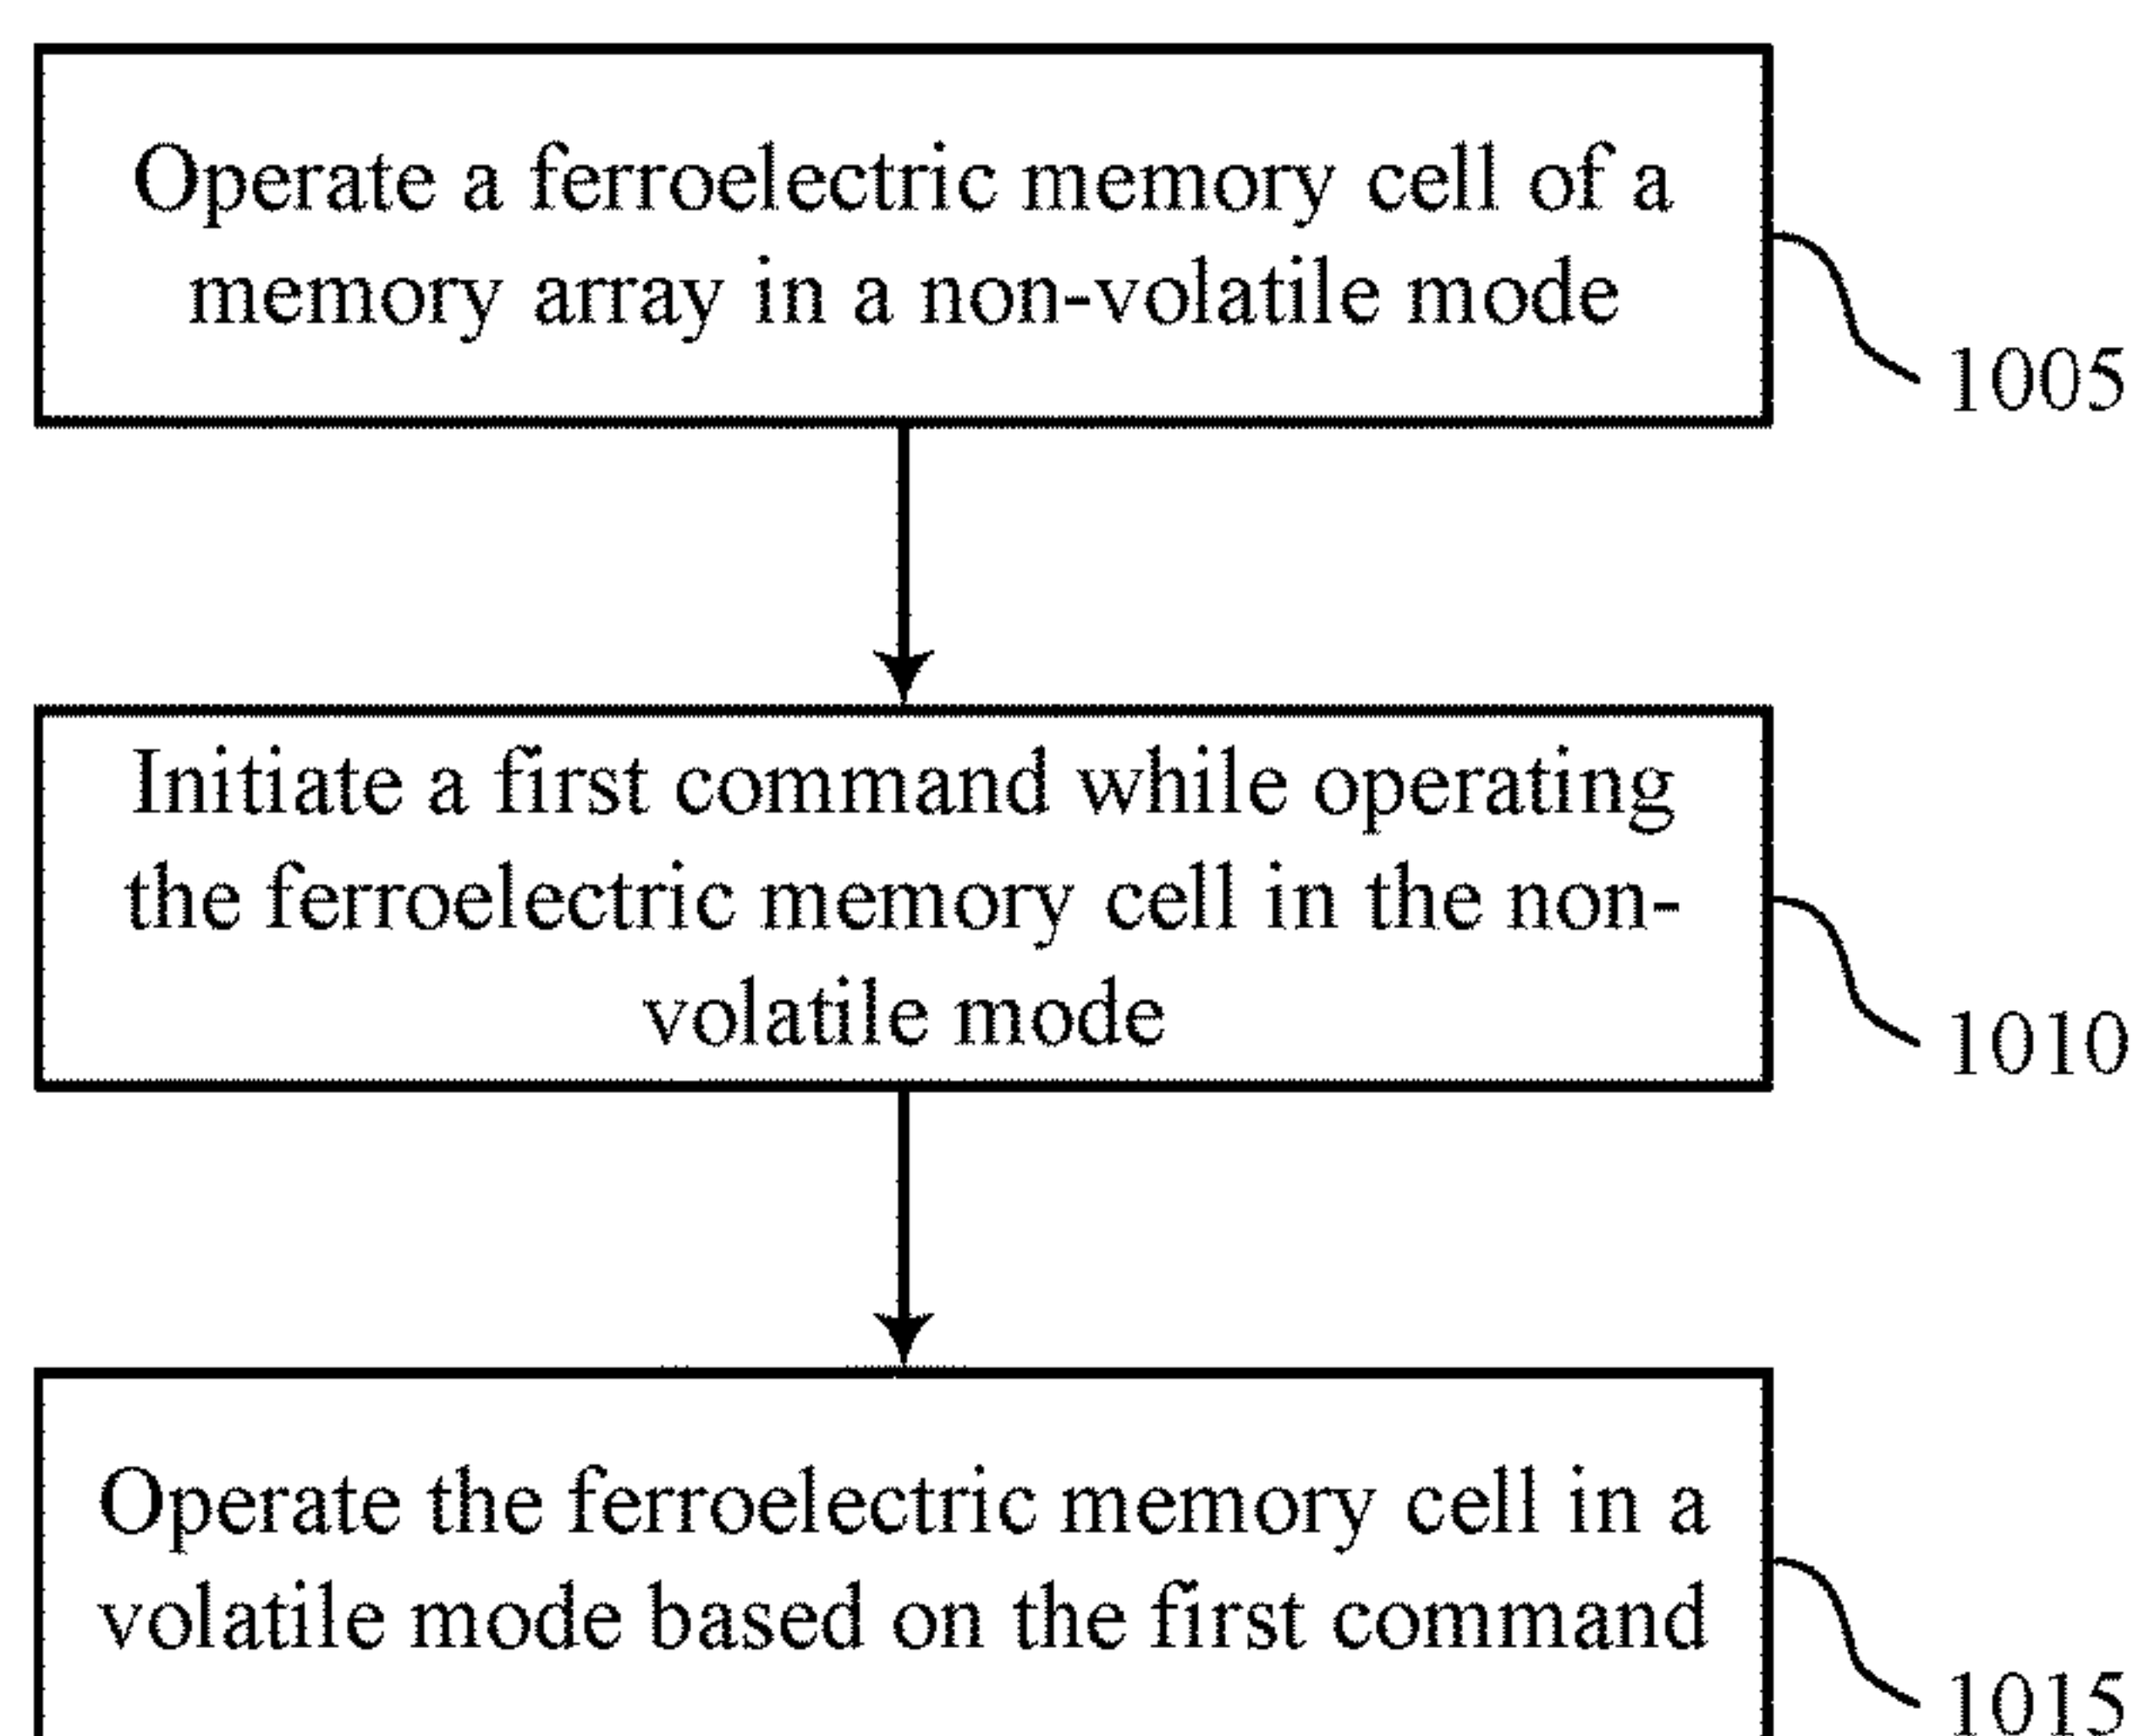 Operate a ferroelectric memory cell of a
memory array in a non-volatile mode
1005
Initiate a first command while operating
the ferroelectric memory cell in the non-
volatile mode
1010
Operate the ferroelectric memory cell in a
volatile mode based on the first command
1015